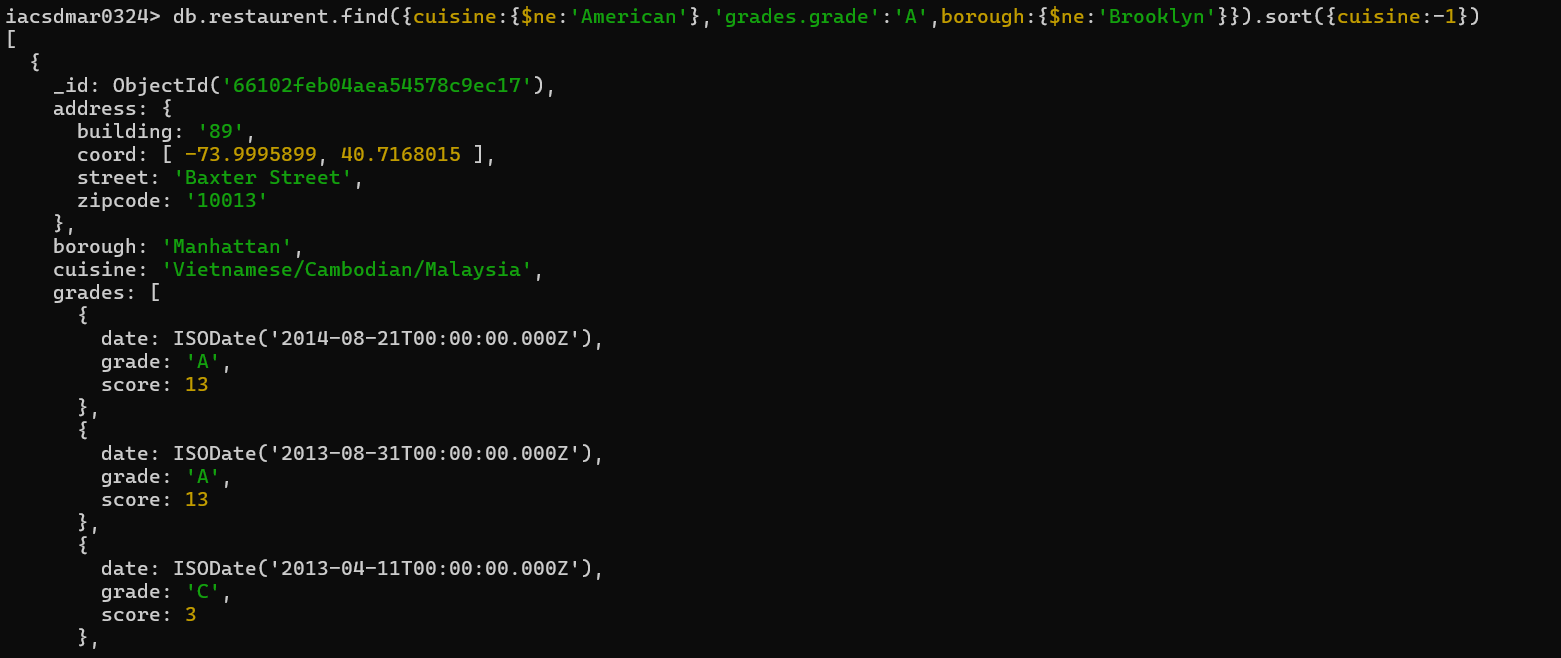 iacsdmar0324> db.restaurent.find({cuisine:{$ne:'American'},'grades.grade':'A',borough:{$ne:'Brooklyn'}}).sort({cuisine:-1})
[
  {
    _id: ObjectId('66102feb04aea54578c9ec17'),
    address: {
      building: '89',
      coord: [ -73.9995899, 40.7168015 ],
      street: 'Baxter Street',
      zipcode: '10013'
    },
    borough: 'Manhattan',
    cuisine: 'Vietnamese/Cambodian/Malaysia',
    grades: [
      {
        date: ISODate('2014-08-21T00:00:00.000Z'),
        grade: 'A',
        score: 13
      },
      {
        date: ISODate('2013-08-31T00:00:00.000Z'),
        grade: 'A',
        score: 13
      },
      {
        date: ISODate('2013-04-11T00:00:00.000Z'),
        grade: 'C',
        score: 3
      },